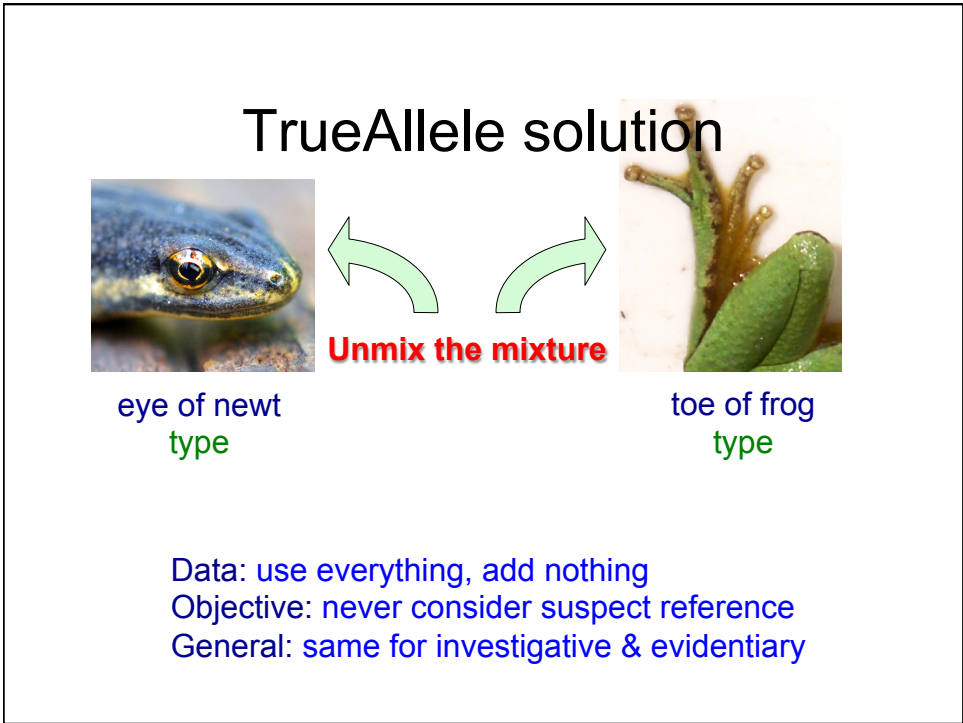 TrueAllele solution
Unmix the mixture
eye of newt
type
toe of frog
type
Data: use everything, add nothing
Objective: never consider suspect reference
General: same for investigative & evidentiary